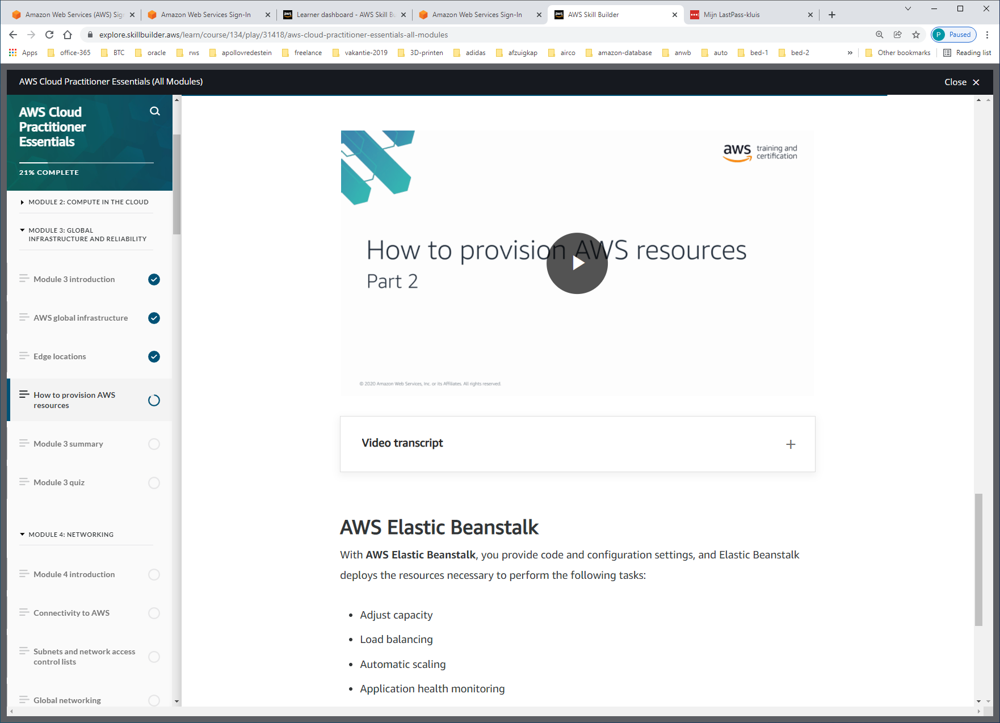 Amazon Web Services (AWS) Sig
Amazon Web Services Sign-In
Learner dashboard - AWS Skill Bu
Amazon Web Services Sign-In
AWS Skill Builder
Mijn LastPass-kluis
explore.skillbuilder.aws/learn/course/134/play/31418/aws-cloud-practitioner-essentials-all-modules
P Paused
Apps office-365 BTC oracle rws apollovredestein freelance vakantie-2019 3D-printen adidas afzuigkap airco amazon-database anwb auto bed-1 bed-2 » Other bookmarks Reading list
AWS Cloud Practitioner Essentials (All Modules)
Close
AWS Cloud
Practitioner
Essentials
21% COMPLETE
MODULE 2: COMPUTE IN THE CLOUD
MODULE 3: GLOBAL
INFRASTRUCTURE AND RELIABILITY
Module 3 introduction
AWS global infrastructure
Edge locations
How to provision AWS
resources
Module 3 summary
Module 3 quiz
MODULE 4: NETWORKING
Module 4 introduction
Connectivity to AWS
Subnets and network access
control lists
Global networking
aws training and
certification
How to provision AWS resources
Part 2
© 2020 Amazon Web Services, Inc. or its Affiliates. All rights reserved.
Video transcript
AWS Elastic Beanstalk
With AWS Elastic Beanstalk, you provide code and configuration settings, and Elastic Beanstalk
deploys the resources necessary to perform the following tasks:
• Adjust capacity
• Load balancing
• Automatic scaling
• Application health monitoring